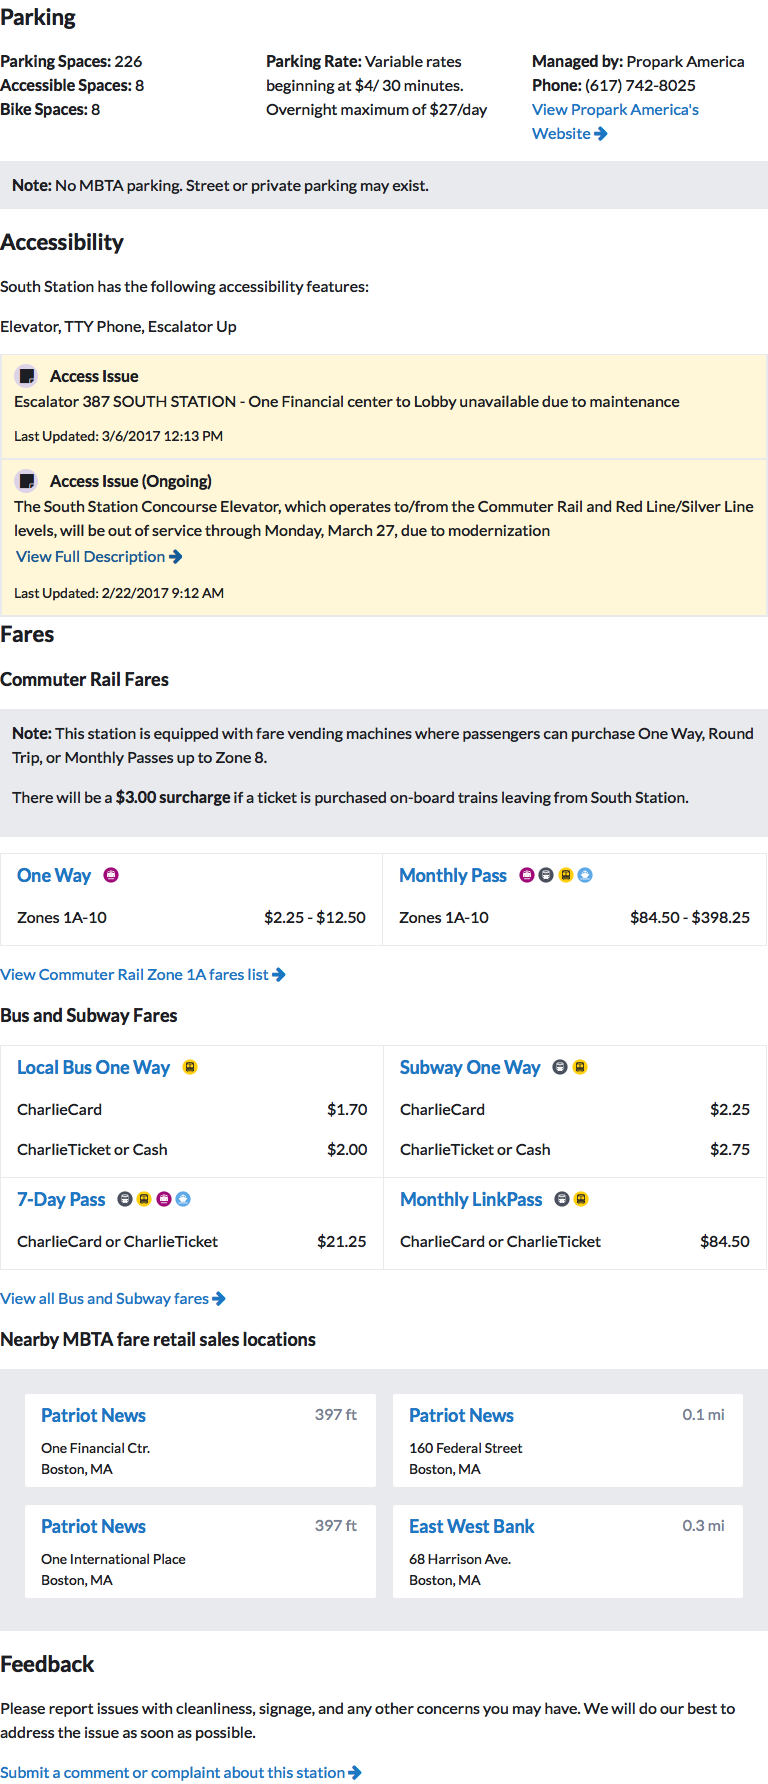 Parking
Parking Spaces: 226
Accessible Spaces: 8
Bike Spaces: 8
Parking Rate: Variable rates
beginning at $4/ 30 minutes.
Overnight maximum of $27/day
Managed by: Propark America
Phone: (617) 742-8025
View Propark America's
Website
Note: No MBTA parking. Street or private parking may exist.
Accessibility
South Station has the following accessibility features:
Elevator, TTY Phone, Escalator Up
Access Issue
Escalator 387 SOUTH STATION - One Financial center to Lobby unavailable due to maintenance
Last Updated: 3/6/2017 12:13 PM
Access Issue (Ongoing)
The South Station Concourse Elevator, which operates to/from the Commuter Rail and Red Line/Silver Line
levels, will be out of service through Monday, March 27, due to modernization
View Full Description
Last Updated: 2/22/2017 9:12 AM
Fares
Commuter Rail Fares
Note: This station is equipped with fare vending machines where passengers can purchase One Way, Round
Trip, or Monthly Passes up to Zone 8.
There will be a $3.00 surcharge if a ticket is purchased on-board trains leaving from South Station.
One Way
Zones 1A-10 $2.25 - $12.50
Monthly Pass
Zones 1A-10 $84.50 - $398.25
View Commuter Rail Zone 1A fares list
Bus and Subway Fares
Local Bus One Way
CharlieCard $1.70
CharlieTicket or Cash $2.00
Subway One Way
CharlieCard $2.25
CharlieTicket or Cash $2.75
7-Day Pass
CharlieCard or CharlieTicket $21.25
Monthly LinkPass
CharlieCard or CharlieTicket $84.50
View all Bus and Subway fares
Nearby MBTA fare retail sales locations
Patriot News 397 ft
One Financial Ctr.
Boston, MA
Patriot News 0.1 mi
160 Federal Street
Boston, MA
Patriot News 397 ft
One International Place
Boston, MA
East West Bank 0.3 mi
68 Harrison Ave.
Boston, MA
Feedback
Please report issues with cleanliness, signage, and any other concerns you may have. We will do our best to
address the issue as soon as possible.
Submit a comment or complaint about this station